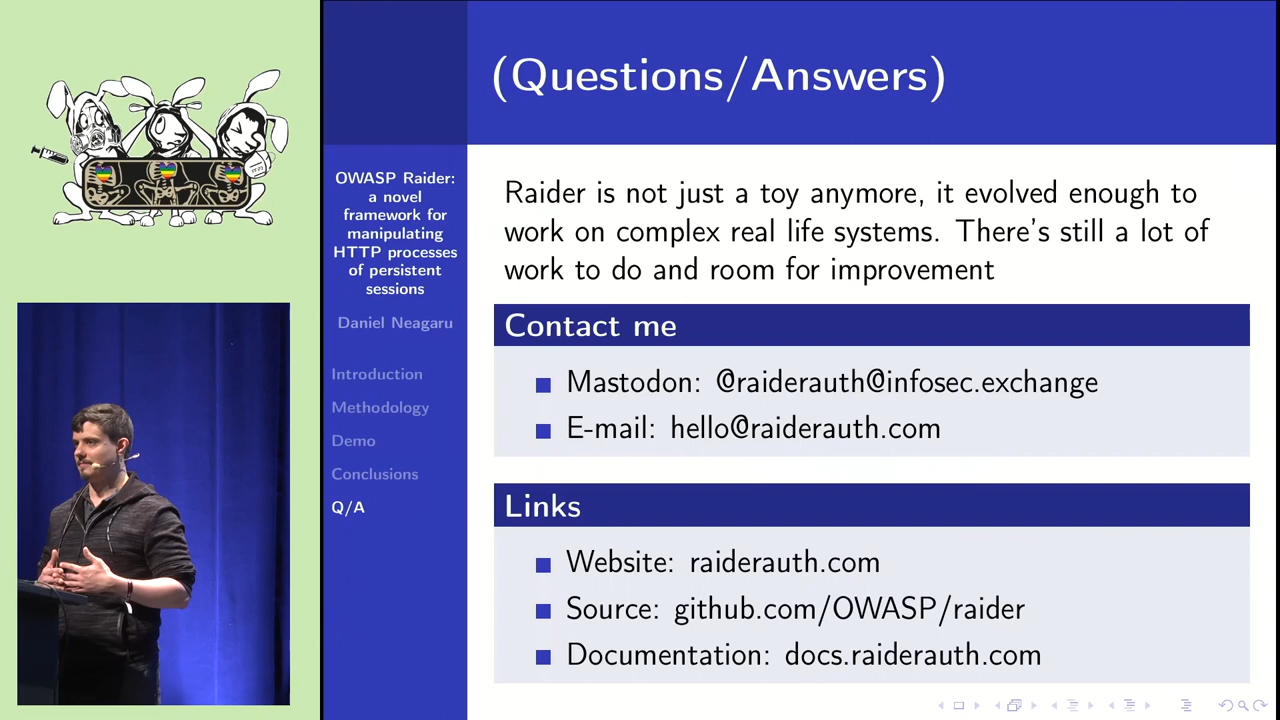 (Questions/Answers)
OWASP Raider:
a novel
framework for
manipulating
HTTP processes
of persistent
sessions
Daniel Neagaru
Introduction
Methodology
Demo
Conclusions
Q/A
Raider is not just a toy anymore, it evolved enough to
work on complex real life systems. There's still a lot of
work to do and room for improvement
Contact me
Mastodon: @raiderauth@infosec.exchange
E-mail: hello@raiderauth.com
Links
Website: raiderauth.com
Source: github.com/OWASP/raider
Documentation: docs.raiderauth.com